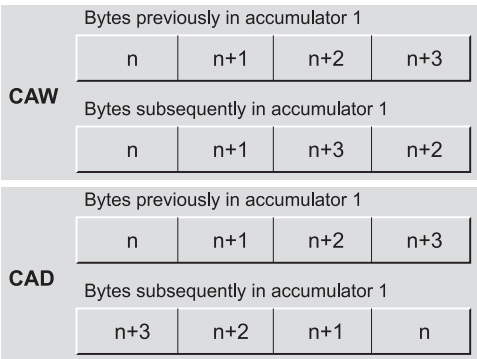 Bytes previously in accumulator 1
n n+1 n+2 n+3
CAW
Bytes subsequently in accumulator 1
n n+1 n+3 n+2
Bytes previously in accumulator 1
n n+1 n+2 n+3
CAD
Bytes subsequently in accumulator 1
n+3 n+2 n+1 n